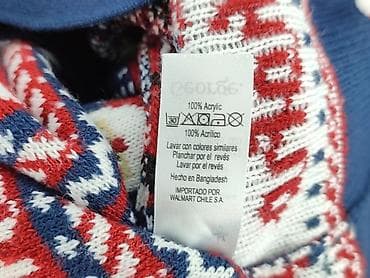 100% Acrylic
30
100% Acrílico
Lavar con colores similares
Planchar por el revés
Lavar por el revés
Hecho en Bangladesh
IMPORTADO POR
WALMART CHILE S.A.